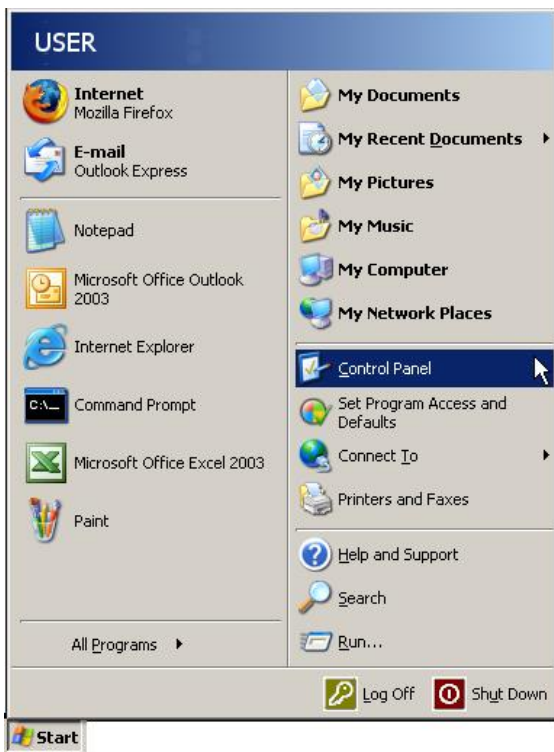 USER
Internet
Mozilla Firefox
E-mail
Outlook Express
Notepad
Microsoft Office Outlook
2003
Internet Explorer
C:\_
Command Prompt
Microsoft Office Excel 2003
Paint
All Programs
My Documents
My Recent Documents
My Pictures
My Music
My Computer
My Network Places
Control Panel
Set Program Access and
Defaults
Connect To
Printers and Faxes
Help and Support
Search
Run...
Log Off
Shut Down
Start